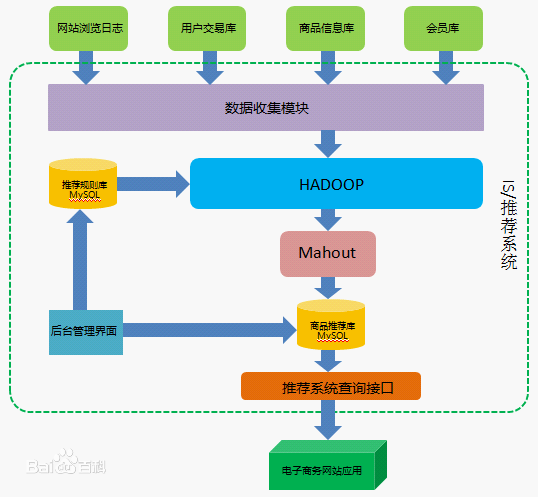 网站浏览日志
用户交易库
商品信息库
会员库
数据收集模块
推荐规则库
MySQL
HADOOP
IS/推荐系统
Mahout
后台管理界面
商品推荐库
MySQL
推荐系统查询接口
电子商务网站应用
Baidu百科